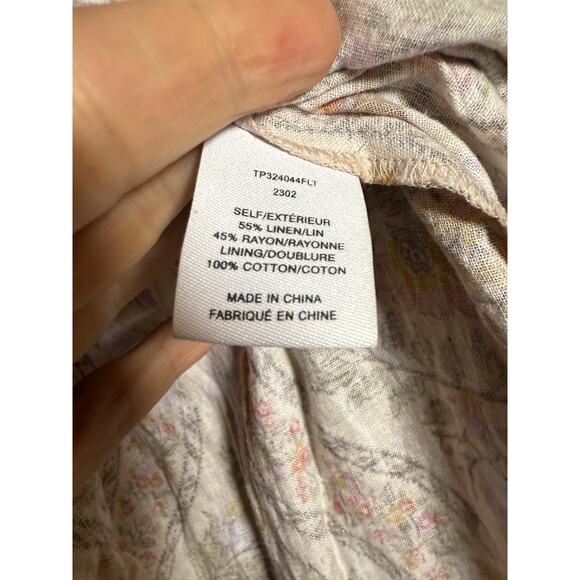 TP324044FLT
2302
SELF/EXTÉRIEUR
55% LINEN/LIN
45% RAYON/RAYONNE
LINING/DOUBLURE
100% COTTON/COTON
MADE IN CHINA
FABRIQUÉ EN CHINE